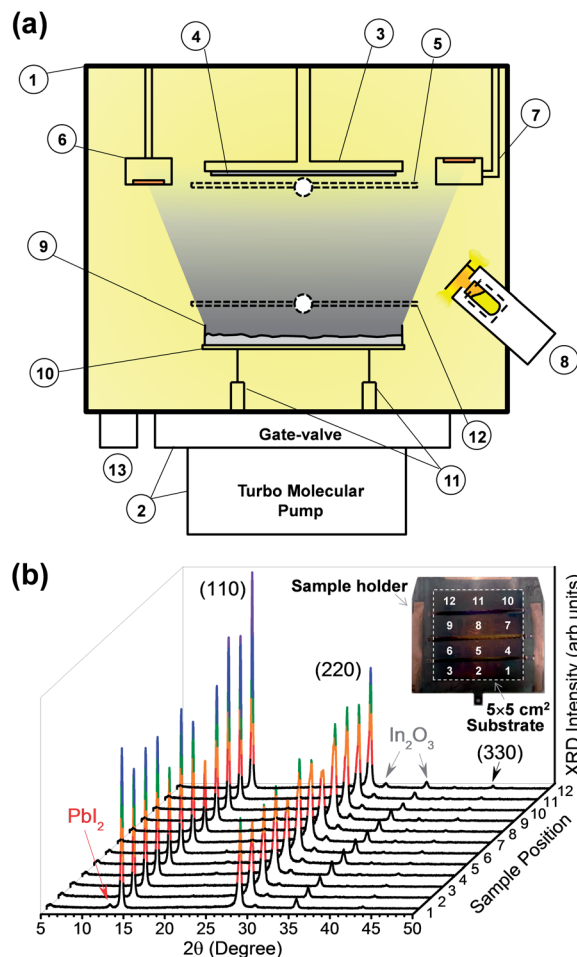 (a)
4
3
5
1
6
7
9
8
10
12
Gate-valve
13
11
2
Turbo Molecular
Pump
(b)
(110)
Sample holder
12 11 10
9 8 7
6 5 4
3 2 1
(220)
5×5 cm²
Substrate
In₂O₃
(330)
PbI₂
XRD Intensity (arb units)
1 2 3 4 5 6 7 8 9 10 11 12
Sample Position
5 10 15 20 25 30 35 40 45 50
2θ (Degree)